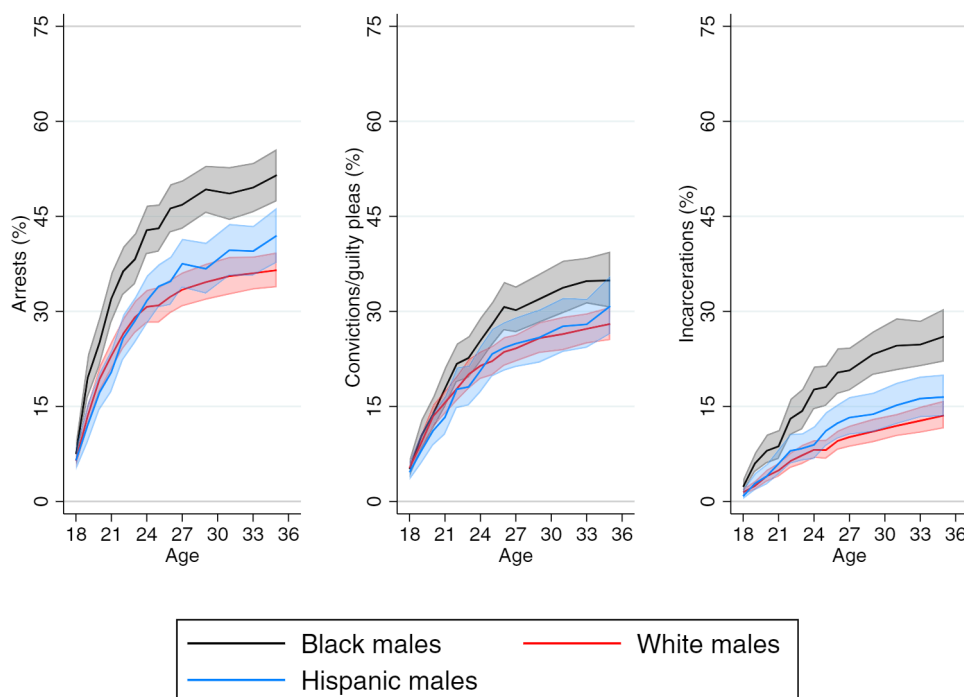 Arrests (%)
75
60
45
30
15
0
18 21 24 27 30 33 36
Age
Convictions/guilty pleas (%)
75
60
45
30
15
0
18 21 24 27 30 33 36
Age
Incarcerations (%)
75
60
45
30
15
0
18 21 24 27 30 33 36
Age
Black males
White males
Hispanic males